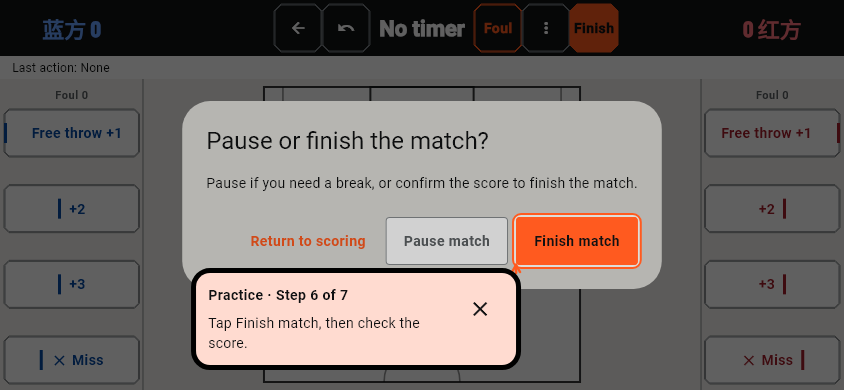 蓝方 0
No timer
Foul
Finish
0 红方
Last action: None
Foul 0
Foul 0
Free throw +1
Free throw +1
+2
+2
+3
+3
Miss
Miss
Pause or finish the match?
Pause if you need a break, or confirm the score to finish the match.
Return to scoring
Pause match
Finish match
Practice · Step 6 of 7
Tap Finish match, then check the
score.